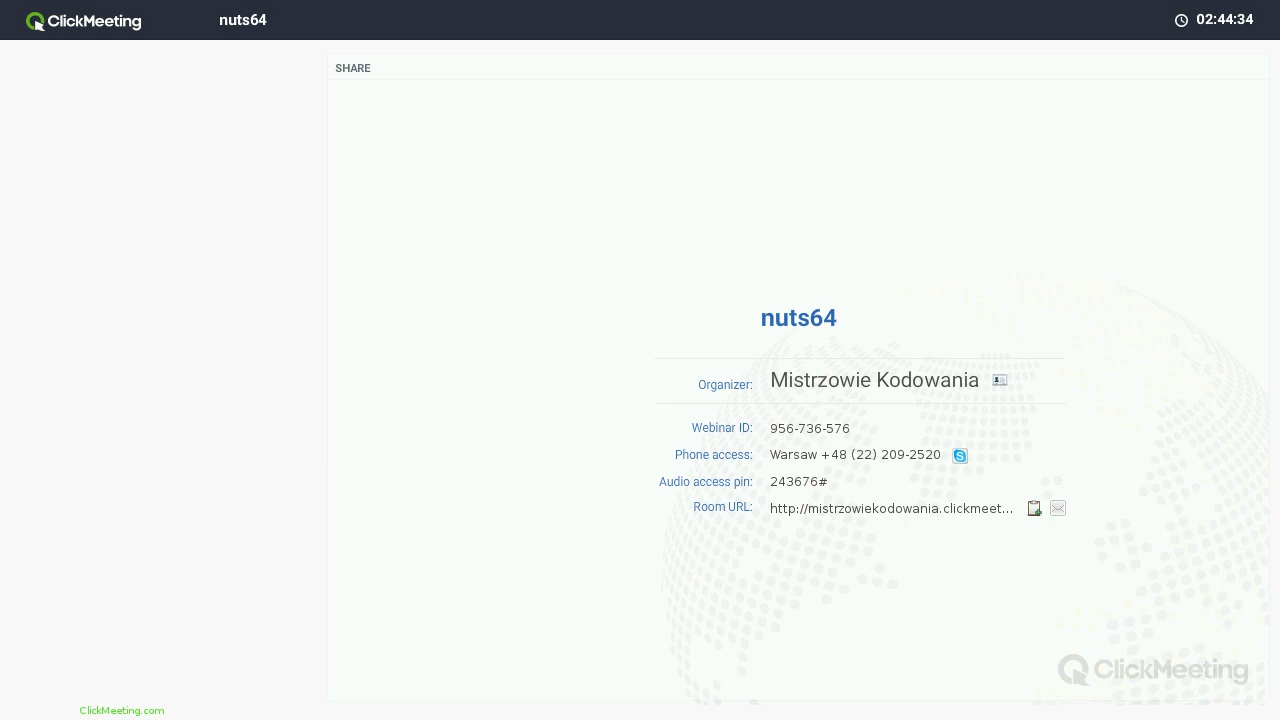 ClickMeeting nuts64 02:44:34
SHARE
nuts64
Organizer: Mistrzowie Kodowania
Webinar ID: 956-736-576
Phone access: Warsaw +48 (22) 209-2520
Audio access pin: 243676#
Room URL: http://mistrzowiekodowania.clickmeet...
ClickMeeting
ClickMeeting.com